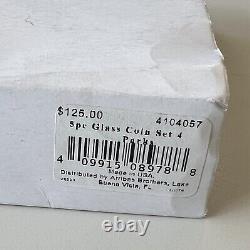 $125.00 4104057
5pc Glass Coin Set 4
Parks
4 09915 08978 8
Made in USA
Distributed by Arribas Brothers, Lake
Buena Vista, FL